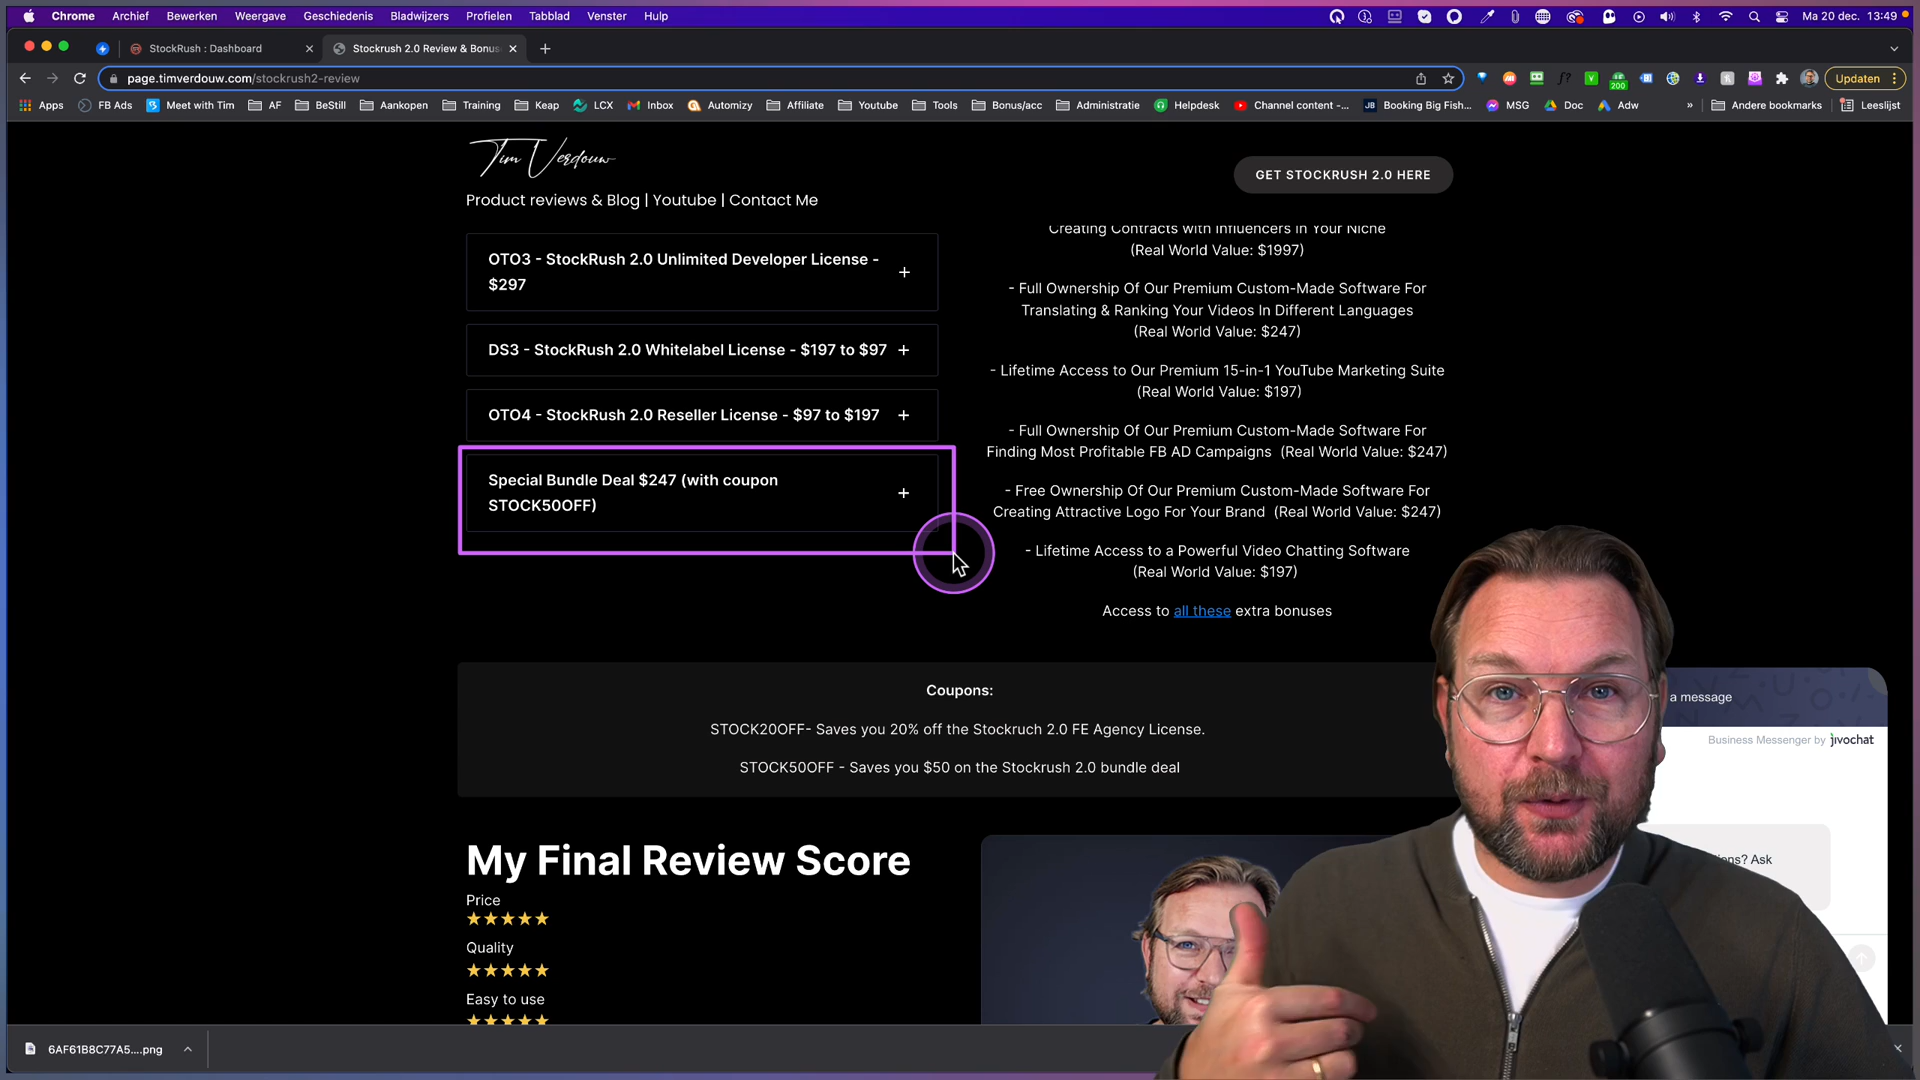 Chrome Archief Bewerken Weergave Geschiedenis Bladwijzers Profielen Tabblad Venster Hulp Ma 20 dec. 13:49
StockRush : Dashboard
Stockrush 2.0 Review & Bonus
page.timverdouw.com/stockrush2-review
Updaten
Apps FB Ads Meet with Tim AF BeStill Aankopen Training Keap LCX Inbox Automizy Affiliate Youtube Tools Bonus/acc Administratie Helpdesk Channel content -... Booking Big Fish... MSG Doc Adw » Andere bookmarks Leeslijst
200
Tim Verdouw
Product reviews & Blog | Youtube | Contact Me
GET STOCKRUSH 2.0 HERE
OTO3 - StockRush 2.0 Unlimited Developer License -
$297
DS3 - StockRush 2.0 Whitelabel License - $197 to $97
OTO4 - StockRush 2.0 Reseller License - $97 to $197
Special Bundle Deal $247 (with coupon
STOCK50OFF)
Creating Contracts with Influencers in Your Niche
(Real World Value: $1997)
- Full Ownership Of Our Premium Custom-Made Software For
Translating & Ranking Your Videos In Different Languages
(Real World Value: $247)
- Lifetime Access to Our Premium 15-in-1 YouTube Marketing Suite
(Real World Value: $197)
- Full Ownership Of Our Premium Custom-Made Software For
Finding Most Profitable FB AD Campaigns (Real World Value: $247)
- Free Ownership Of Our Premium Custom-Made Software For
Creating Attractive Logo For Your Brand (Real World Value: $247)
- Lifetime Access to a Powerful Video Chatting Software
(Real World Value: $197)
Access to all these extra bonuses
Coupons:
STOCK20OFF- Saves you 20% off the Stockruch 2.0 FE Agency License.
STOCK50OFF - Saves you $50 on the Stockrush 2.0 bundle deal
a message
Business Messenger by jivochat
ons? Ask
My Final Review Score
Price
Quality
Easy to use
6AF61B8C77A5....png